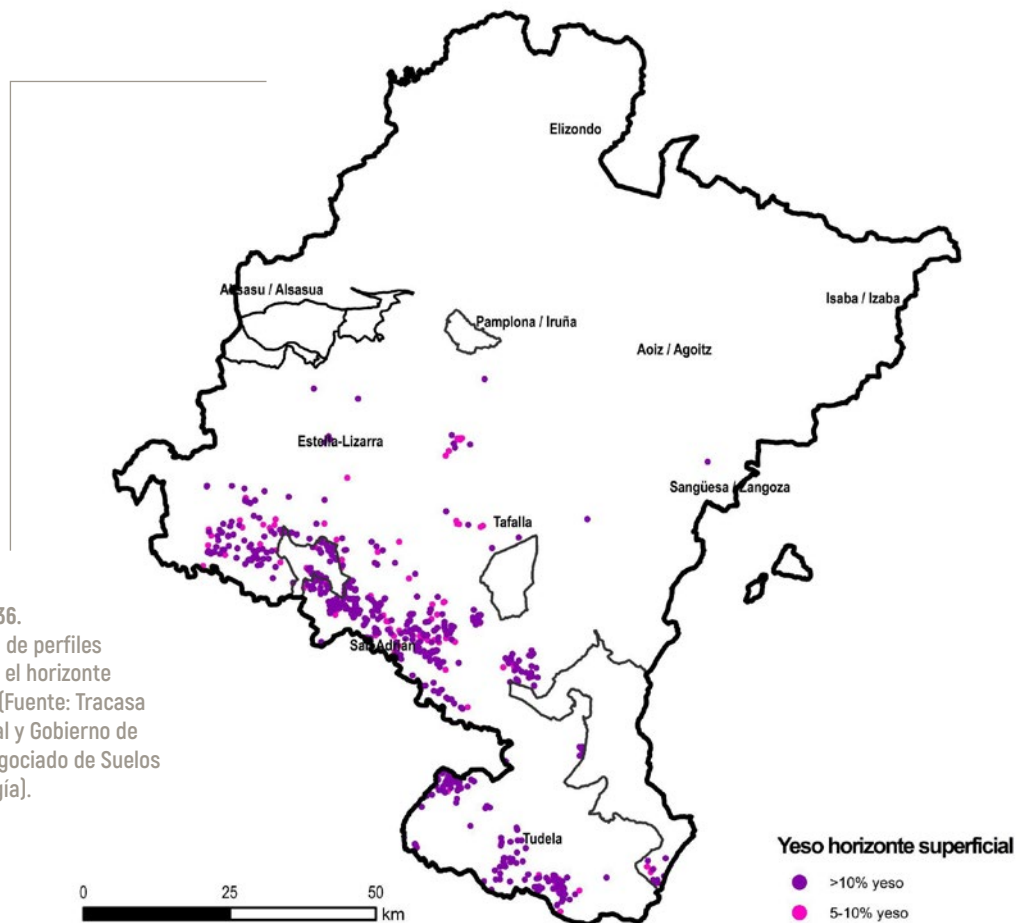 Elizondo
Altsasu / Alsasua
Isaba / Izaba
Pamplona / Iruña
Aoiz / Agoitz
Estella-Lizarra
Sangüesa / Zangoza
Tafalla
36.
de perfiles
el horizonte
(Fuente: Tracasa
al y Gobierno de
gociado de Suelos
gía).
San Adrián
Tudela
Yeso horizonte superficial
>10% yeso
5-10% yeso
0 25 50
km